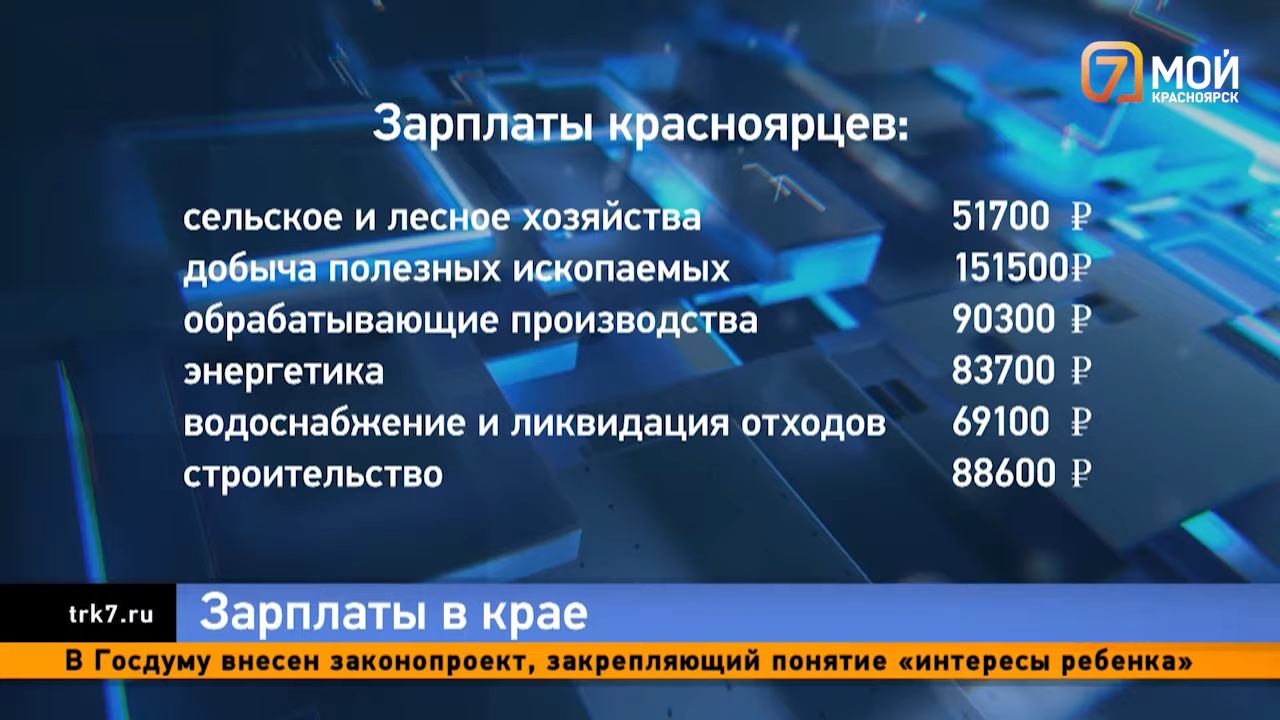 7 МОЙ
КРАСНОЯРСК
Зарплаты красноярцев:
сельское и лесное хозяйства 51700 ₽
добыча полезных ископаемых 151500₽
обрабатывающие производства 90300 ₽
энергетика 83700 ₽
водоснабжение и ликвидация отходов 69100 ₽
строительство 88600 ₽
trk7.ru Зарплаты в крае
В Госдуму внесен законопроект, закрепляющий понятие «интересы ребенка»